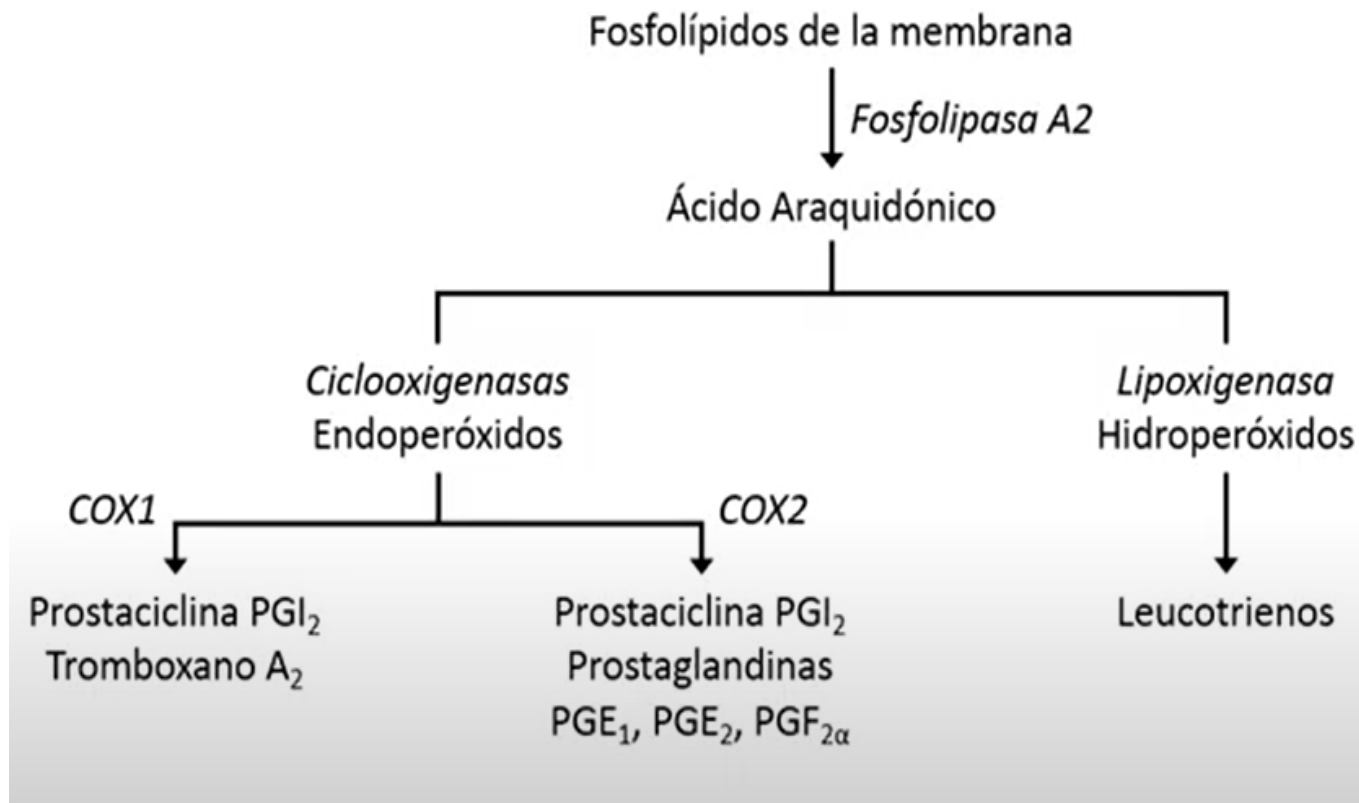 Fosfolípidos de la membrana
Fosfolipasa A2
Ácido Araquidónico
Ciclooxigenasas
Endoperóxidos
Lipoxigenasa
Hidroperóxidos
COX1
COX2
Prostaciclina PGI₂
Tromboxano A₂
Prostaciclina PGI₂
Prostaglandinas
PGE₁, PGE₂, PGF₂α
Leucotrienos